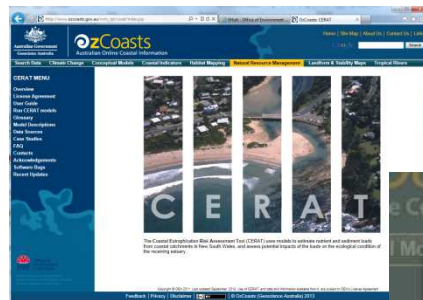 Australian Government
Geoscience Australia
OzCoasts
Australian Online Coastal Information
Home | Site Map | About Us | Contact Us | Links
Search
Search Data
Climate Change
Conceptual Models
Coastal Indicators
Habitat Mapping
Natural Resource Management
Landform & Stability Maps
Tropical Rivers
CERAT MENU
Overview
License Agreement
User Guide
Run CERAT models
Glossary
Model Descriptions
Data Sources
Case Studies
FAQ
Contacts
Acknowledgements
Software Bugs
Recent Updates
CERAT
The Coastal Eutrophication Risk Assessment Tool (CERAT) uses models to estimate nutrient and sediment loads
from coastal catchments in New South Wales, and assess potential impacts of the loads on the ecological condition of
the receiving estuary
Feedback | Privacy | Disclaimer
© OzCoasts (Geoscience Australia) 2013